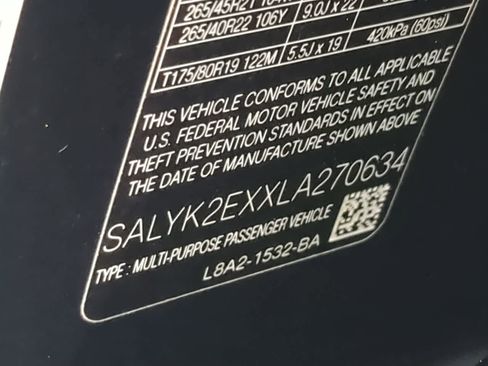 265/45R21
265/40R22 106Y 9.0J x 22
T175/80R19 122M 5.5J x 19 420kPa (60psi)
THIS VEHICLE CONFORMS TO ALL APPLICABLE
U.S. FEDERAL MOTOR VEHICLE SAFETY AND
THEFT PREVENTION STANDARDS IN EFFECT ON
THE DATE OF MANUFACTURE SHOWN ABOVE
SALYK2EXXLA270634
TYPE : MULTI-PURPOSE PASSENGER VEHICLE
L8A2-1532-BA